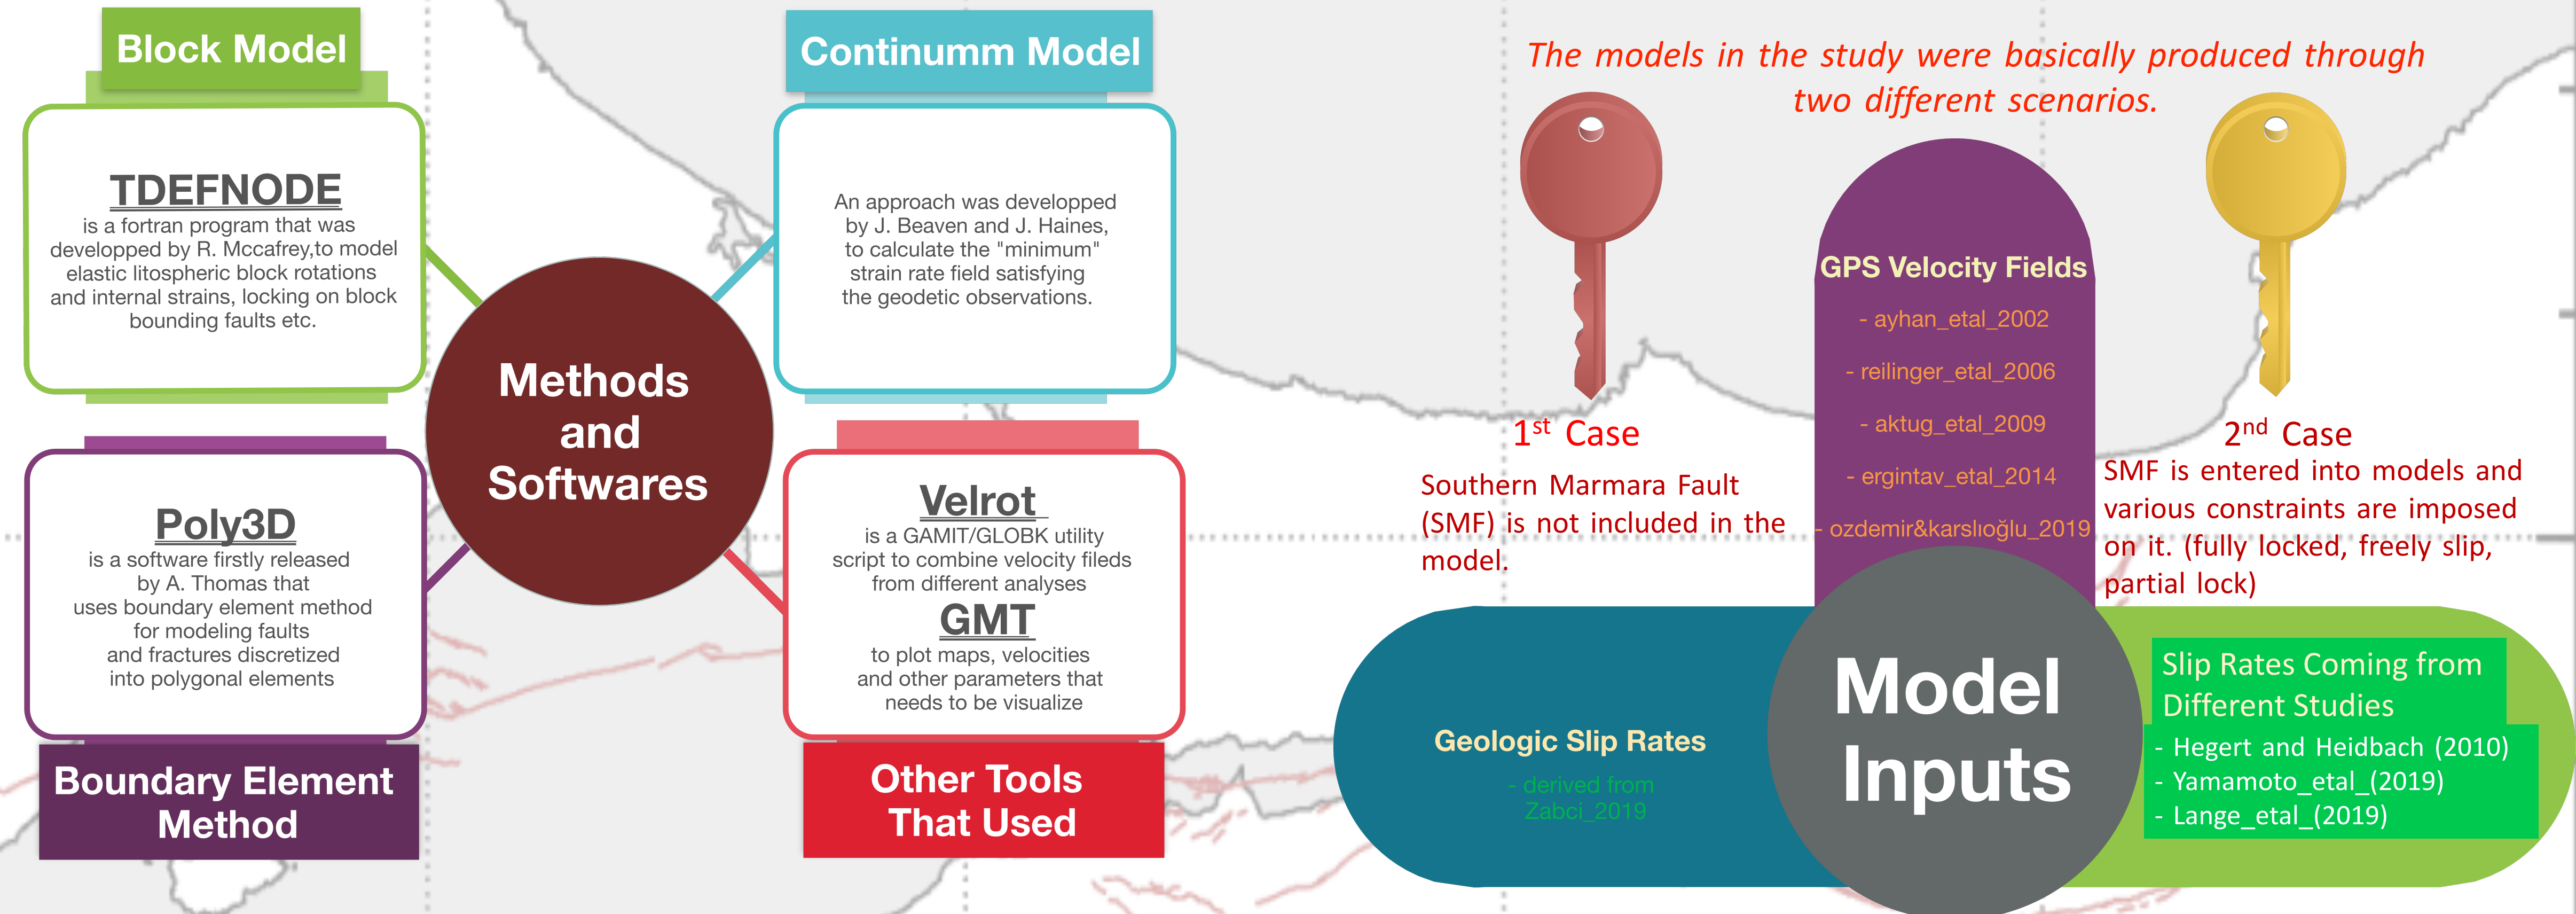 Block Model
TDEFNODE
is a fortran program that was
developped by R. Mccafrey,to model
elastic litospheric block rotations
and internal strains, locking on block
bounding faults etc.
Continumm Model
An approach was developped
by J. Beaven and J. Haines,
to calculate the "minimum"
strain rate field satisfying
the geodetic observations.
Methods
and
Softwares
Poly3D
is a software firstly released
by A. Thomas that
uses boundary element method
for modeling faults
and fractures discretized
into polygonal elements
Boundary Element
Method
Velrot
is a GAMIT/GLOBK utility
script to combine velocity fileds
from different analyses
GMT
to plot maps, velocities
and other parameters that
needs to be visualize
Other Tools
That Used
The models in the study were basically produced through
two different scenarios.
1st Case
Southern Marmara Fault
(SMF) is not included in the
model.
GPS Velocity Fields
- ayhan_etal_2002
- reilinger_etal_2006
- aktug_etal_2009
- ergintav_etal_2014
- ozdemir&karslıoğlu_2019
2nd Case
SMF is entered into models and
various constraints are imposed
on it. (fully locked, freely slip,
partial lock)
Geologic Slip Rates
- derived from
Zabci_2019
Model
Inputs
Slip Rates Coming from
Different Studies
- Hegert and Heidbach (2010)
- Yamamoto_etal_(2019)
- Lange_etal_(2019)